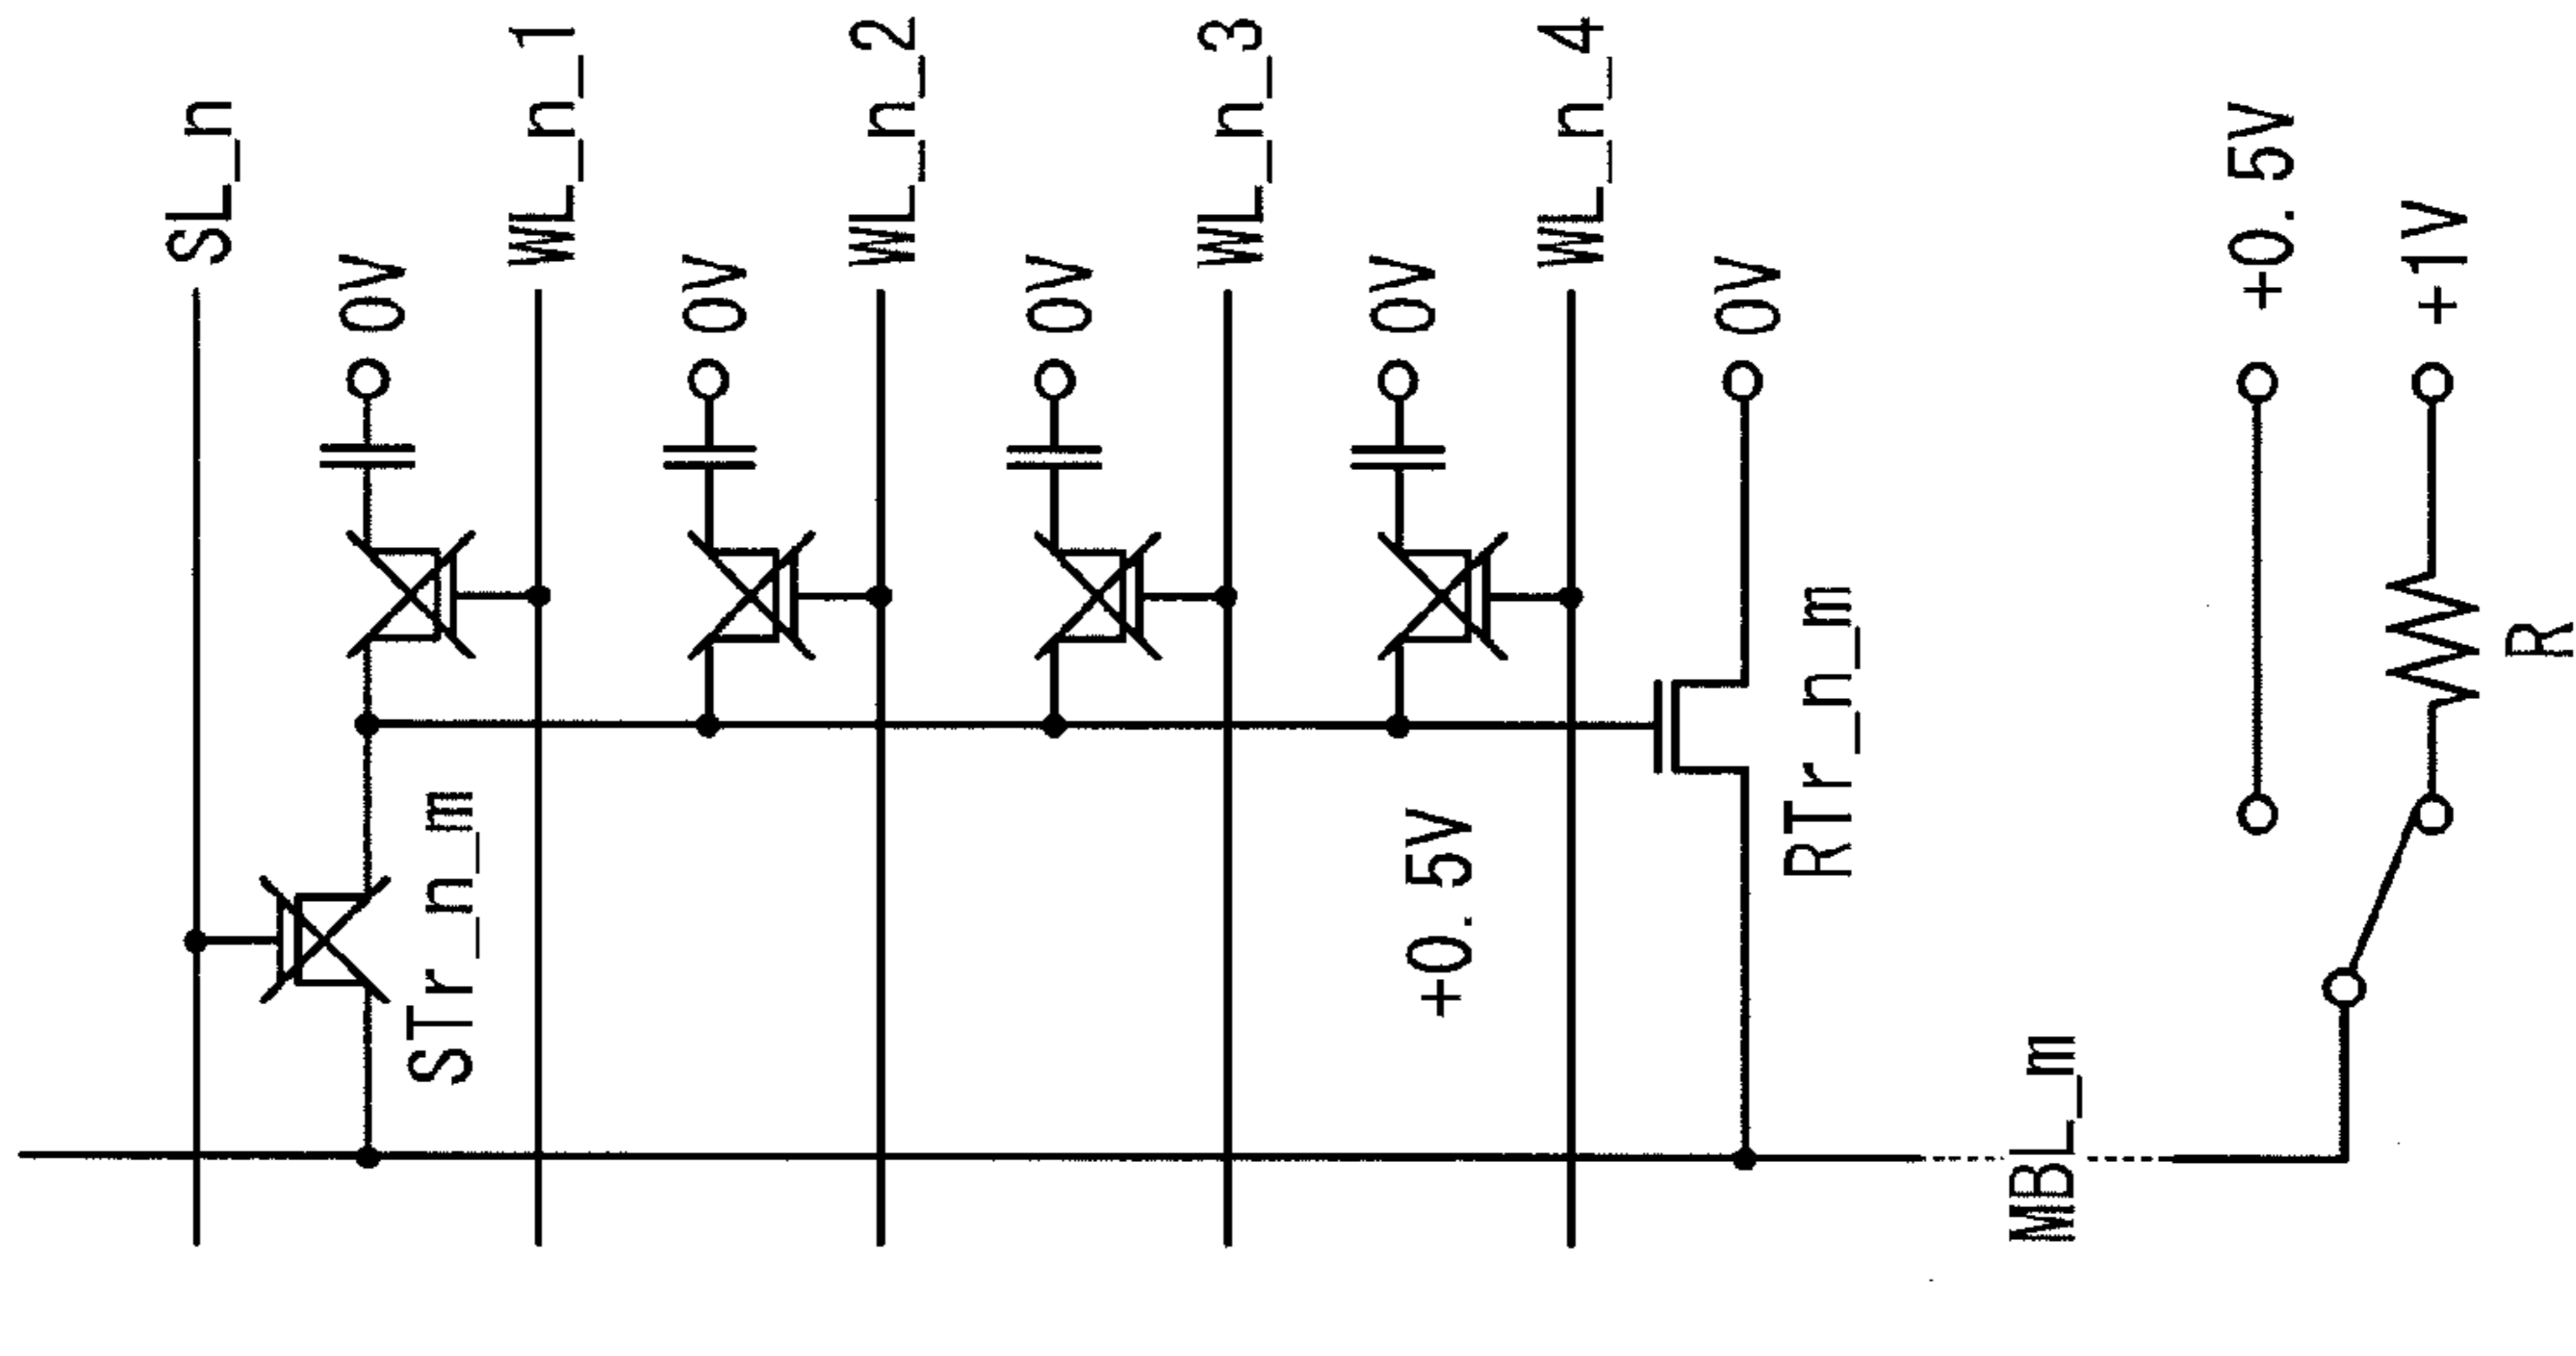 SL_n
0V
WL_n_1
0V
WL_n_2
0V
WL_n_3
0V
WL_n_4
0V
+0.5V
+1V
STr_n_m
+0.5V
RTr_n_m
R
MBL_m